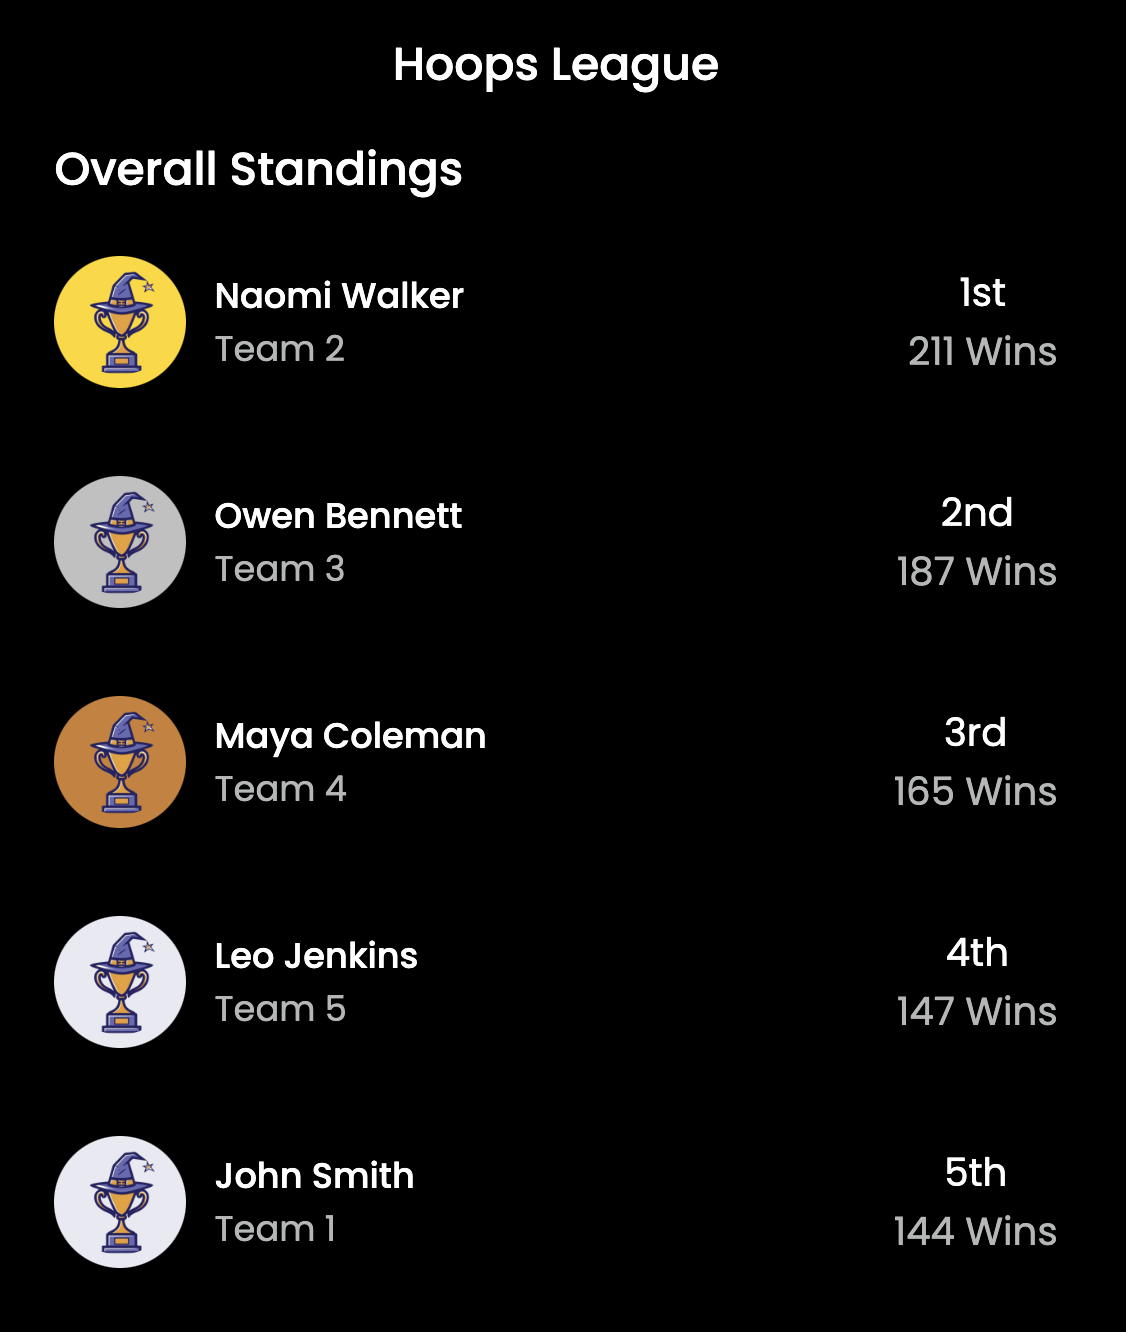 Hoops League
Overall Standings
Naomi Walker
Team 2
1st
211 Wins
Owen Bennett
Team 3
2nd
187 Wins
Maya Coleman
Team 4
3rd
165 Wins
Leo Jenkins
Team 5
4th
147 Wins
John Smith
Team 1
5th
144 Wins